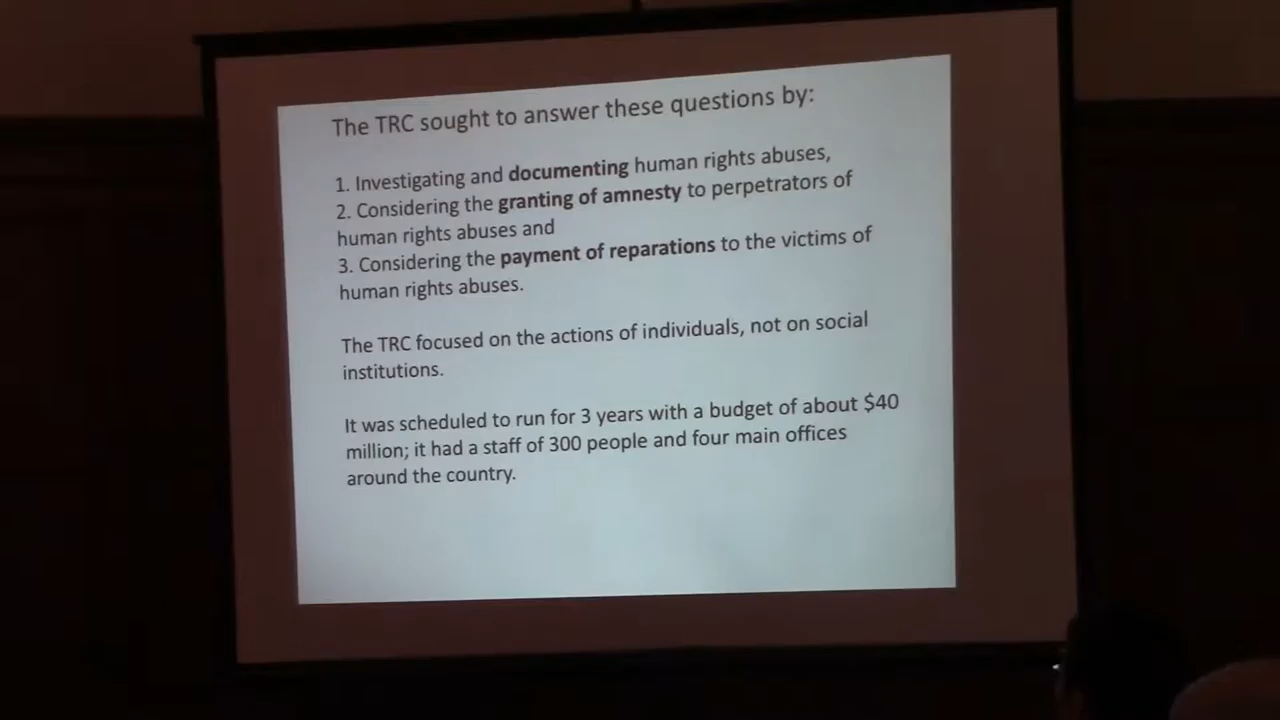 The TRC sought to answer these questions by:
1. Investigating and documenting human rights abuses,
2. Considering the granting of amnesty to perpetrators of
human rights abuses and
3. Considering the payment of reparations to the victims of
human rights abuses.
The TRC focused on the actions of individuals, not on social
institutions.
It was scheduled to run for 3 years with a budget of about $40
million; it had a staff of 300 people and four main offices
around the country.